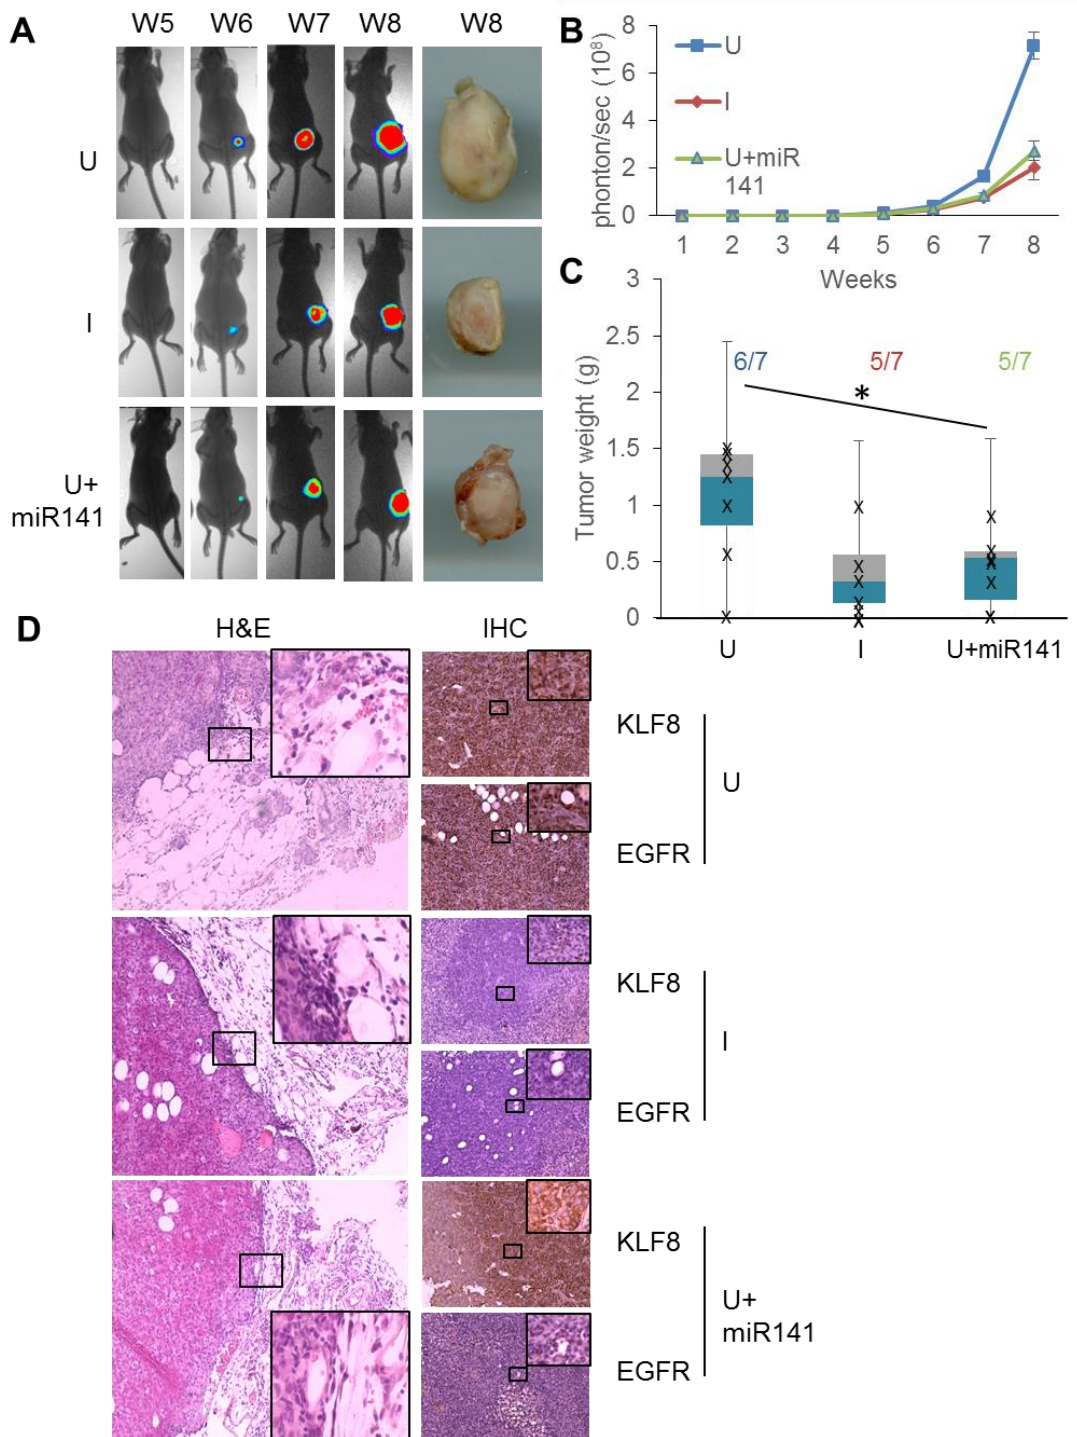 A
W5 W6 W7 W8 W8
U
I
U+
miR141
B
phonton/sec (10⁸)
8
6
4
2
0
U
I
U+miR
141
1 2 3 4 5 6 7 8
Weeks
C
Tumor weight (g)
3
2.5
2
1.5
1
0.5
0
6/7 5/7 5/7
*
U I U+miR141
D
H&E IHC
KLF8
U
EGFR
KLF8
I
EGFR
KLF8
U+
miR141
EGFR